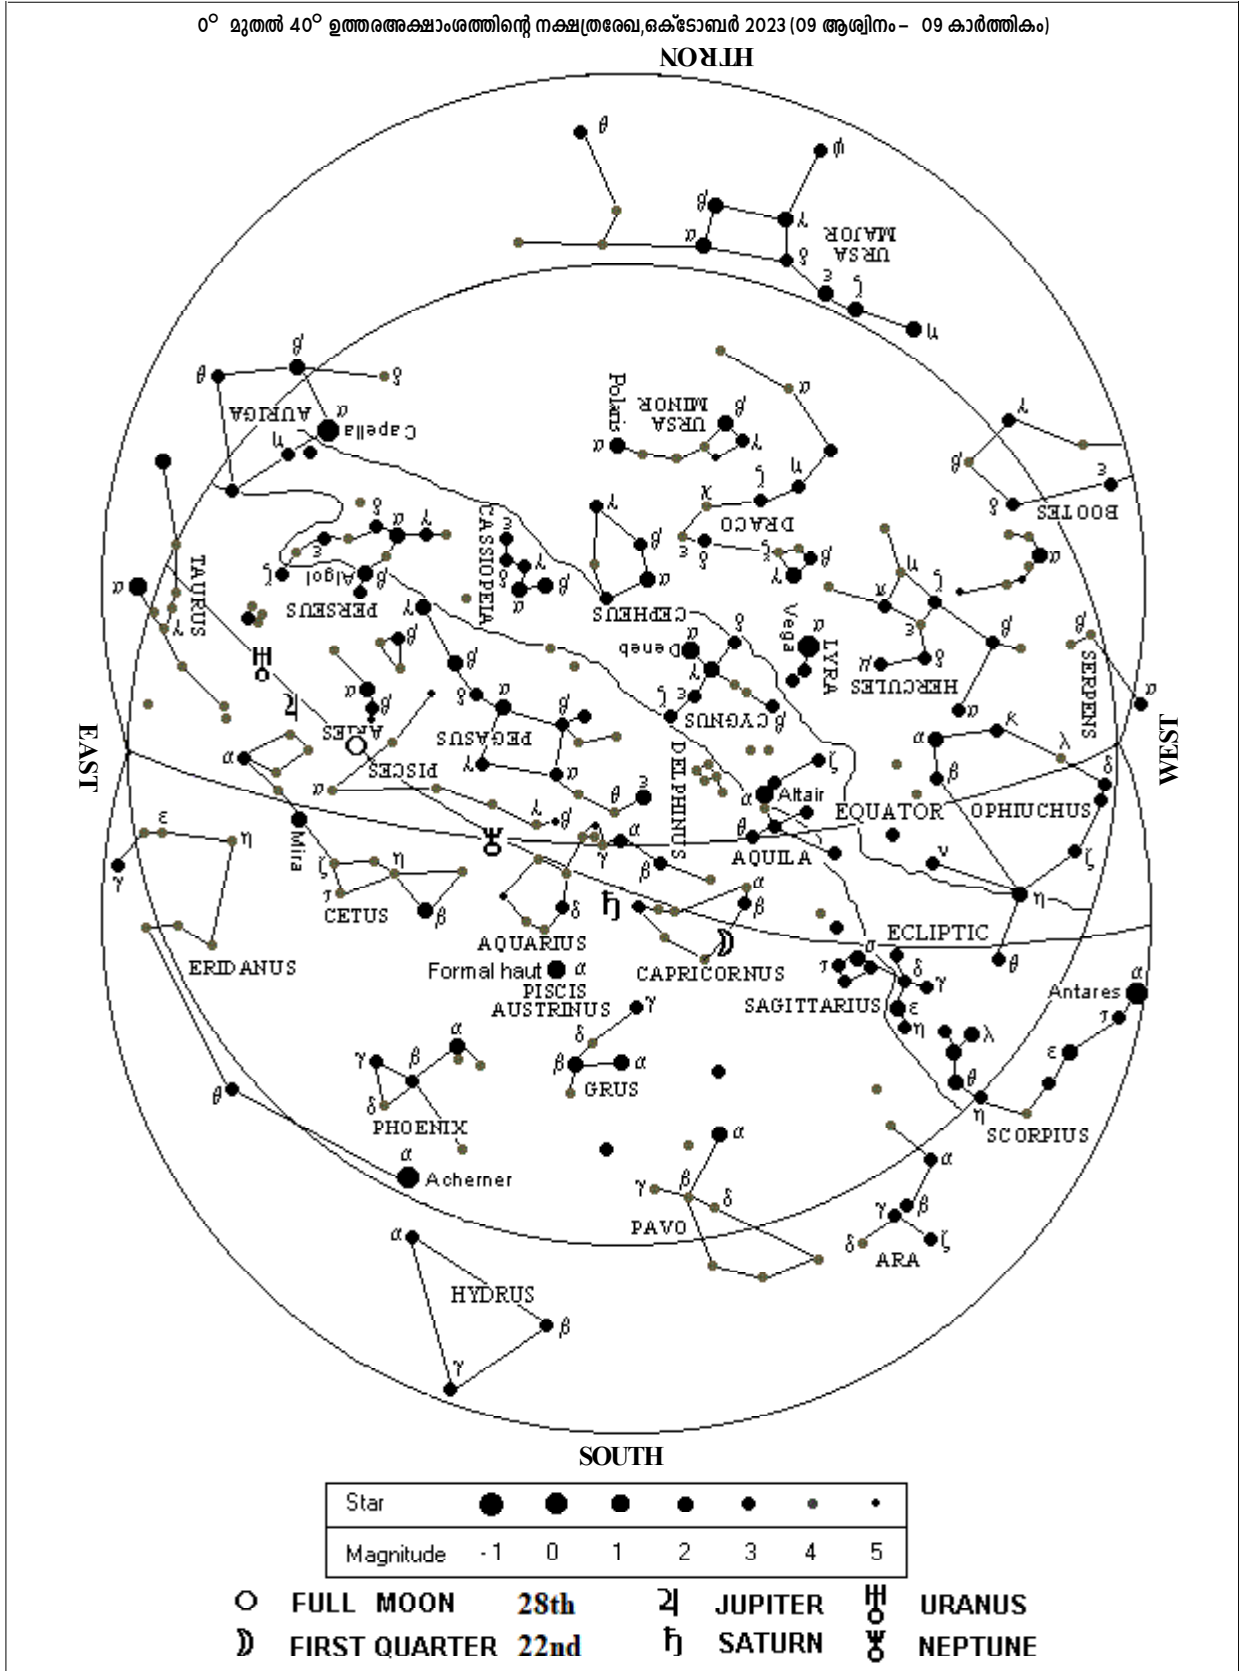 0° മുതൽ 40° ഉത്തരഅക്ഷാംശത്തിന്റെ നക്ഷത്രരേഖ,ഒക്ടോബർ 2023 (09 ആശ്വിനം – 09 കാർത്തികം)
NORTH
θ
φ
β γ
α δ
URSA MAJOR
ε ζ
η
θ β δ
AURIGA
α
Capella
η
Polaris
α
URSA MINOR
β
γ
α
η
ζ
χ
DRACO
ε δ
ξ
β
γ
γ
β
ε
δ
BOOTES
TAURUS
α
γ
δ
α γ
ε
ζ
Algol β
PERSEUS
CASSIOPEIA
ε
γ
δ
α
β
γ
β
α
CEPHEUS
α
η
ζ
π
ε
β
δ
μ
HERCULES
α
β
SERPENS
α
γ
β
δ α
β
PEGASUS
γ
α
β
α
β
ARIES
Deneb
α
δ
γ
ε
ζ
CYGNUS
β
Vega
α
LYRA
EAST
WEST
PISCES
α
γ
β
θ
ε
DELPHINUS
α
Altair
ζ
θ
AQUILA
EQUATOR
α
κ
β
λ
δ
OPHIUCHUS
ζ
ν
η
θ
α
Mira
ε
η
γ
ζ
η
τ
CETUS
β
ERIDANUS
α
γ
β
δ
AQUARIUS
α
β
CAPRICORNUS
ECLIPTIC
Formal haut α
PISCIS
AUSTRINUS
σ
τ
δ
γ
SAGITTARIUS
ε
η
λ
θ
η
α
Antares
τ
ε
SCORPIUS
γ
δ
β α
GRUS
α
γ β
δ
PHOENIX
θ
α
Acherner
α
γ β δ
PAVO
α
β
γ
δ
ζ
ARA
α
HYDRUS
β
γ
SOUTH
Star
Magnitude -1 0 1 2 3 4 5
FULL MOON 28th JUPITER URANUS
FIRST QUARTER 22nd SATURN NEPTUNE